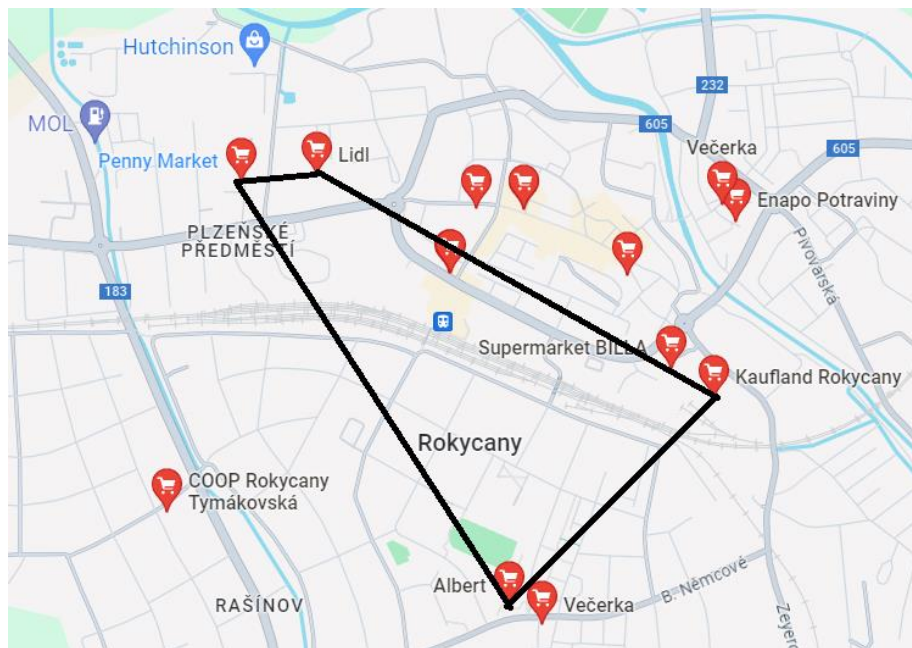 Hutchinson
MOL
232
605
Večerka
605
Penny Market
Lidl
Enapo Potraviny
PLZEŇSKÉ
PŘEDMĚSTÍ
Pivovarská
183
Supermarket BILLA
Kaufland Rokycany
Rokycany
COOP Rokycany
Tymákovská
Albert
B. Němcové
RAŠÍNOV
Večerka